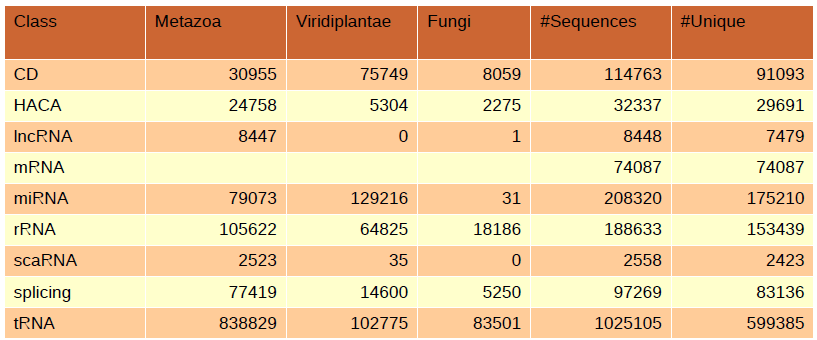 Class Metazoa Viridiplantae Fungi #Sequences #Unique
CD 30955 75749 8059 114763 91093
HACA 24758 5304 2275 32337 29691
lncRNA 8447 0 1 8448 7479
mRNA 74087 74087
miRNA 79073 129216 31 208320 175210
rRNA 105622 64825 18186 188633 153439
scaRNA 2523 35 0 2558 2423
splicing 77419 14600 5250 97269 83136
tRNA 838829 102775 83501 1025105 599385